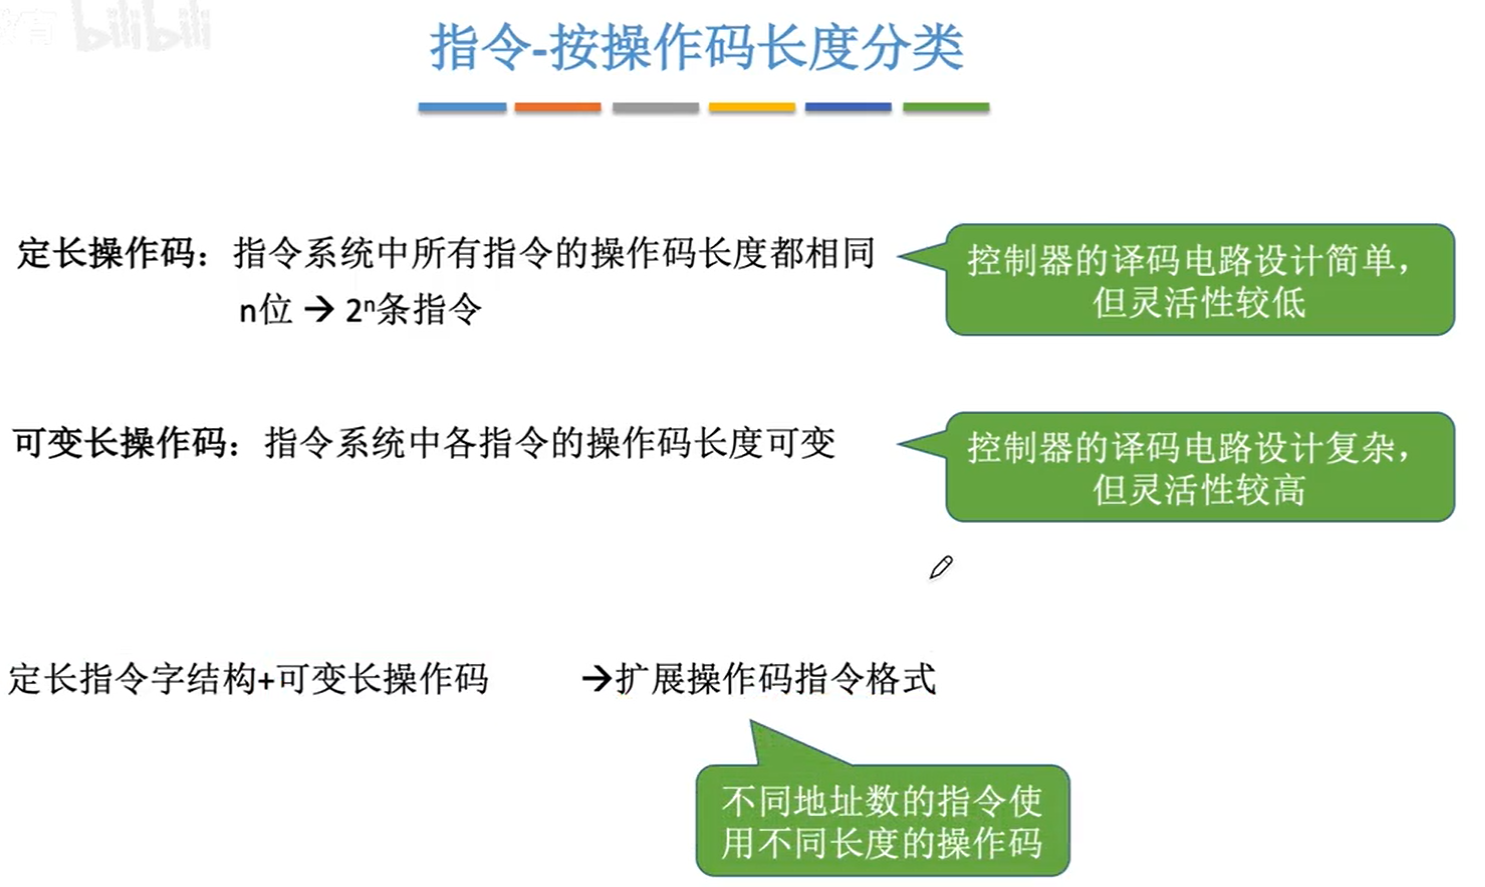 bilibili
指令-按操作码长度分类
定长操作码：指令系统中所有指令的操作码长度都相同
n位 → 2ⁿ条指令
控制器的译码电路设计简单，
但灵活性较低
可变长操作码：指令系统中各指令的操作码长度可变
控制器的译码电路设计复杂，
但灵活性较高
定长指令字结构+可变长操作码 →扩展操作码指令格式
不同地址数的指令使
用不同长度的操作码